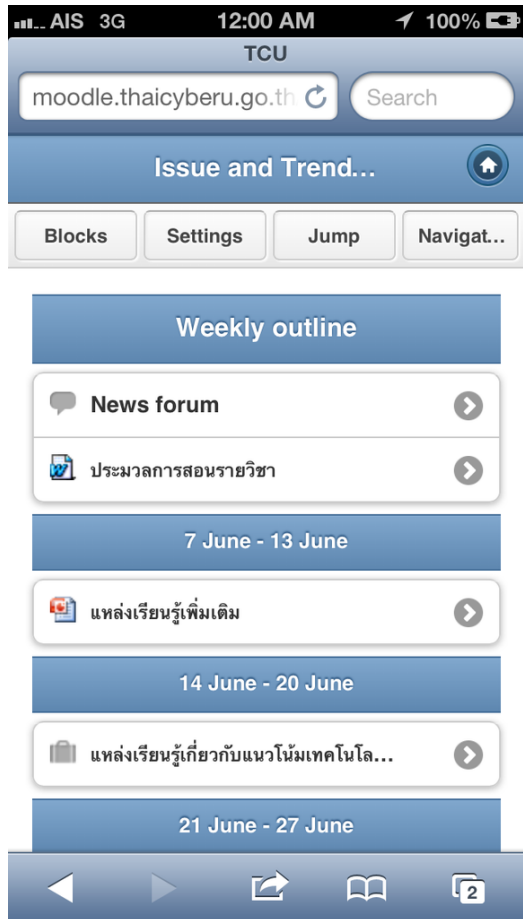 AIS 3G 12:00 AM 100%
TCU
moodle.thaicyberu.go.th Search
Issue and Trend...
Blocks Settings Jump Navigat...
Weekly outline
News forum
ประมวลการสอนรายวิชา
7 June - 13 June
แหล่งเรียนรู้เพิ่มเติม
14 June - 20 June
แหล่งเรียนรู้เกี่ยวกับแนวโน้มเทคโนโล...
21 June - 27 June
2